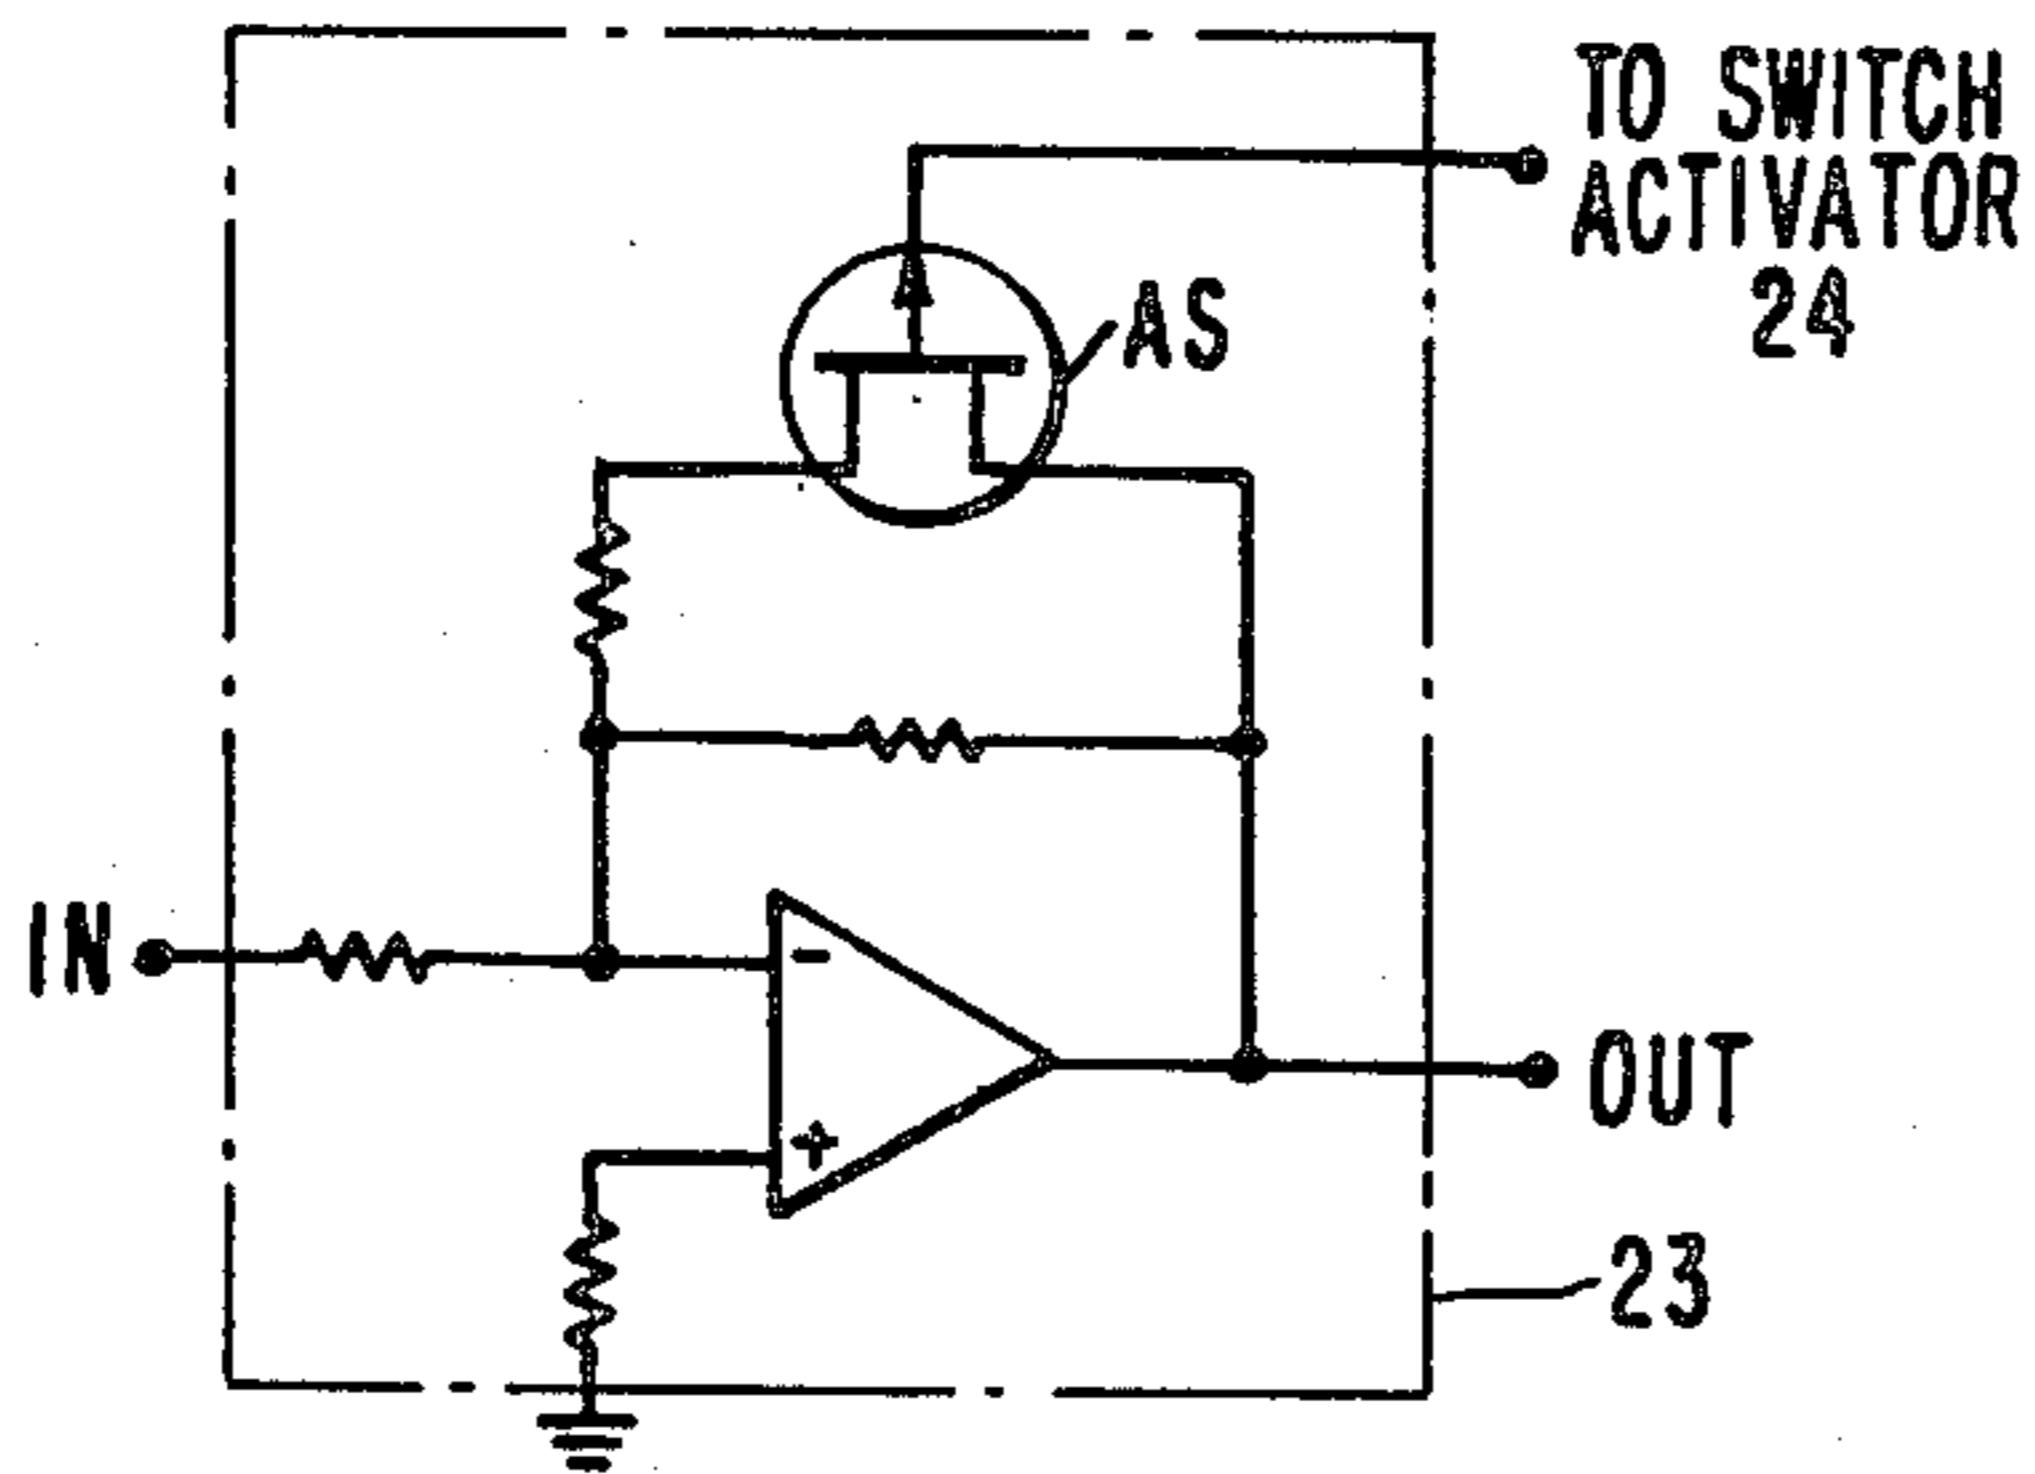 TO SWITCH
ACTIVATOR
24
AS
IN
-
+
OUT
23